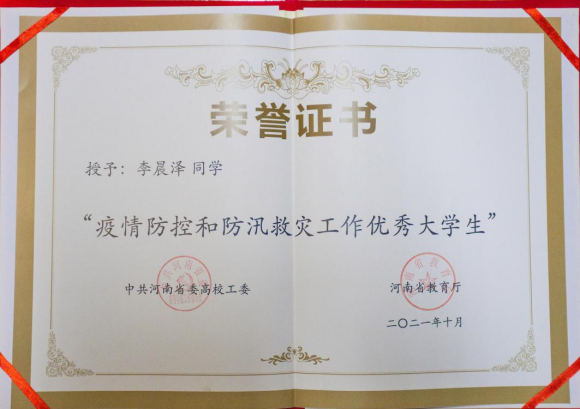 荣誉证书
授予：李晨泽 同学
“疫情防控和防汛救灾工作优秀大学生”
中共河南省委高校工委
河南省教育厅
二〇二一年十月